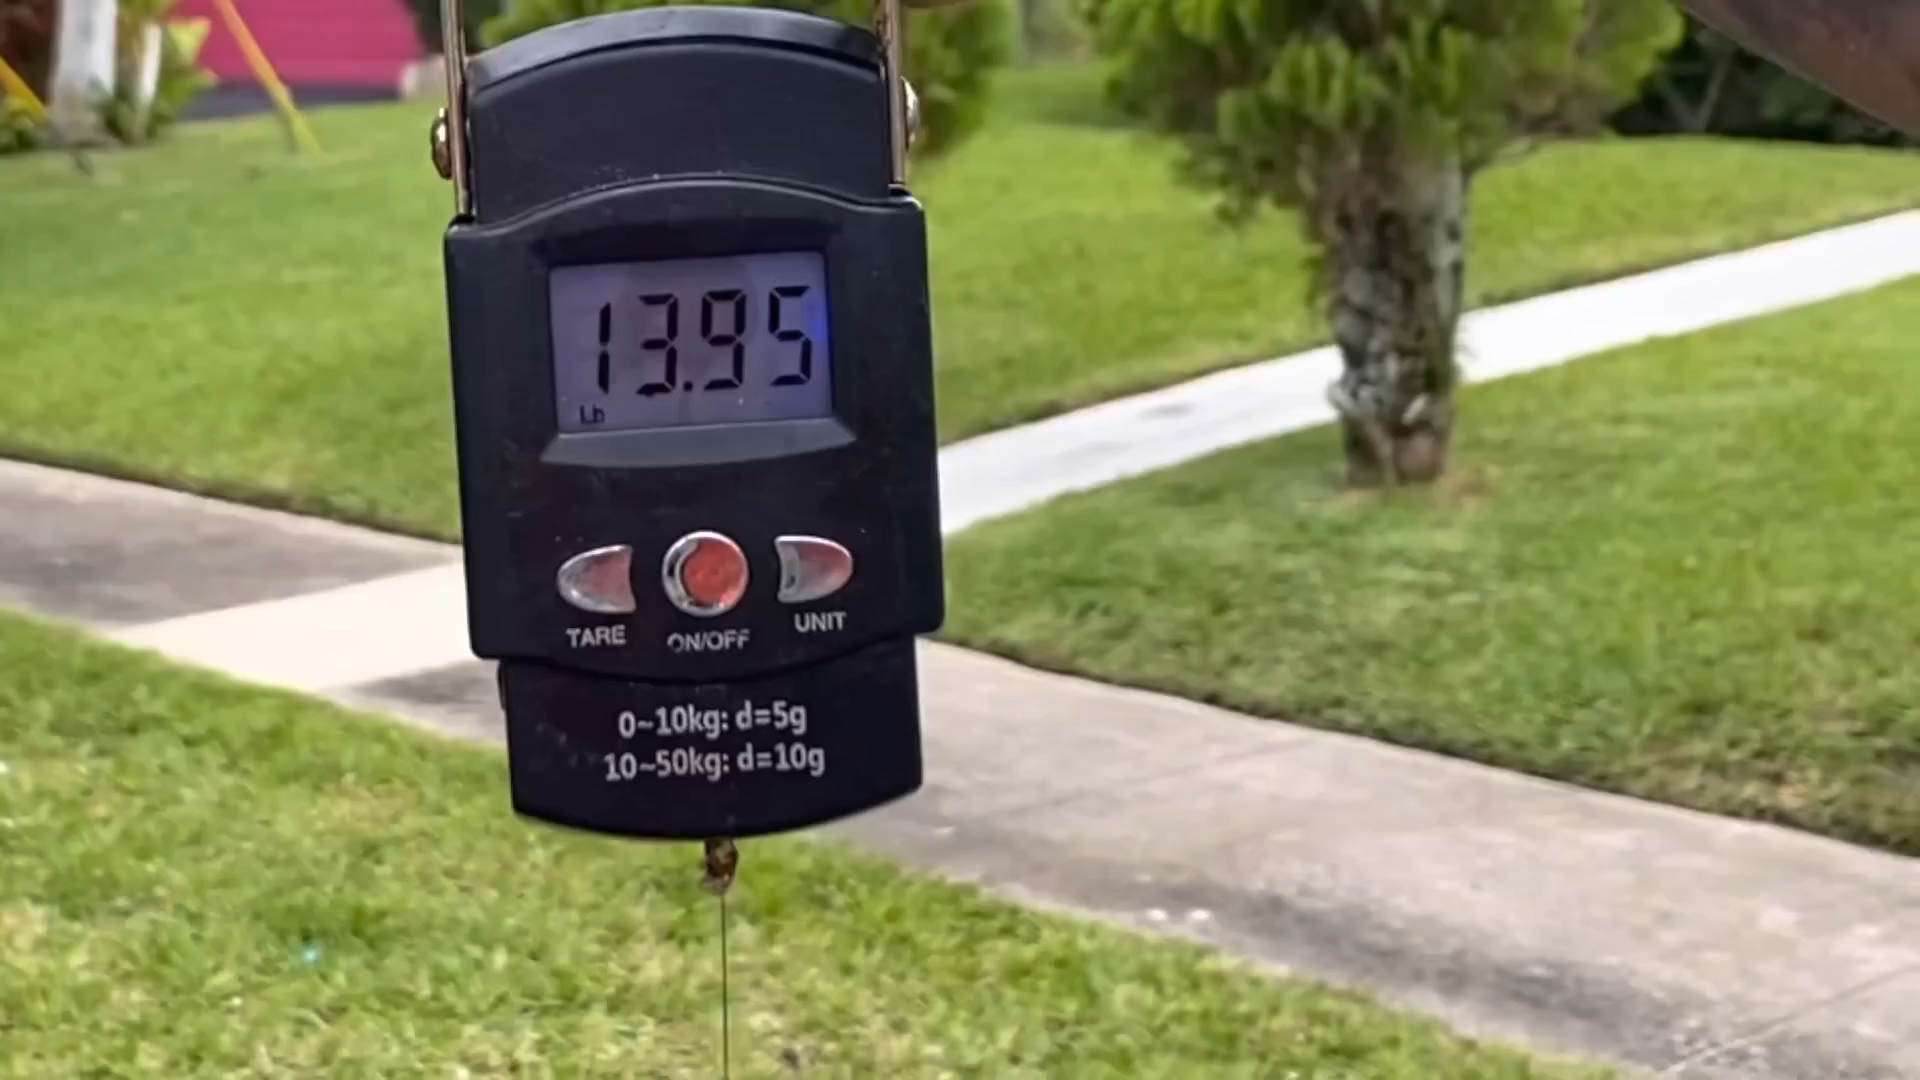 13.95
Lb
TARE ON/OFF UNIT
0~10kg: d=5g
10~50kg: d=10g